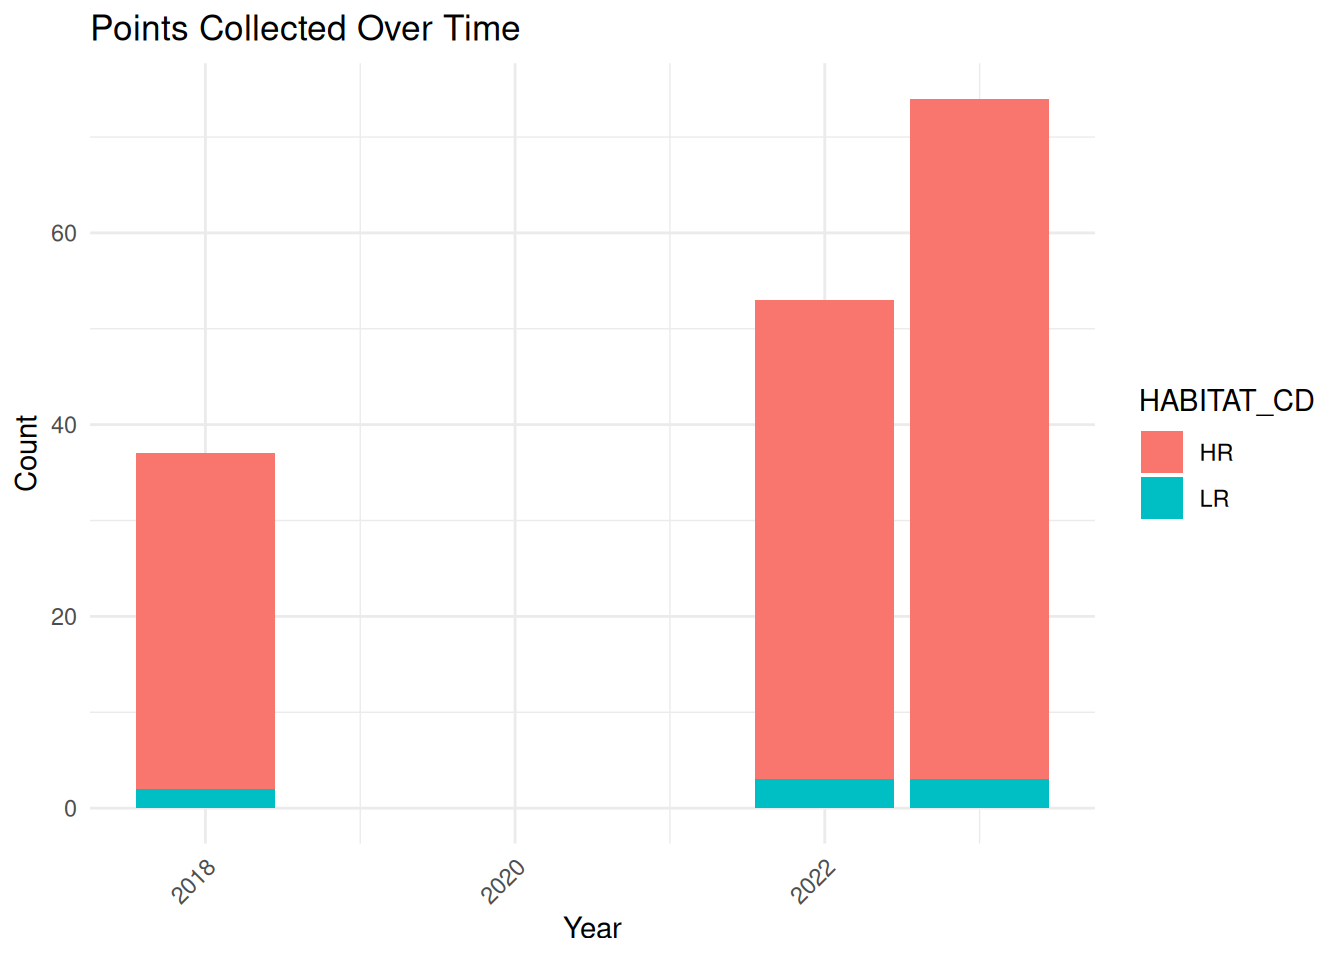 Points Collected Over Time
60
40
20
0
Count
2018
2020
2022
Year
HABITAT_CD
HR
LR